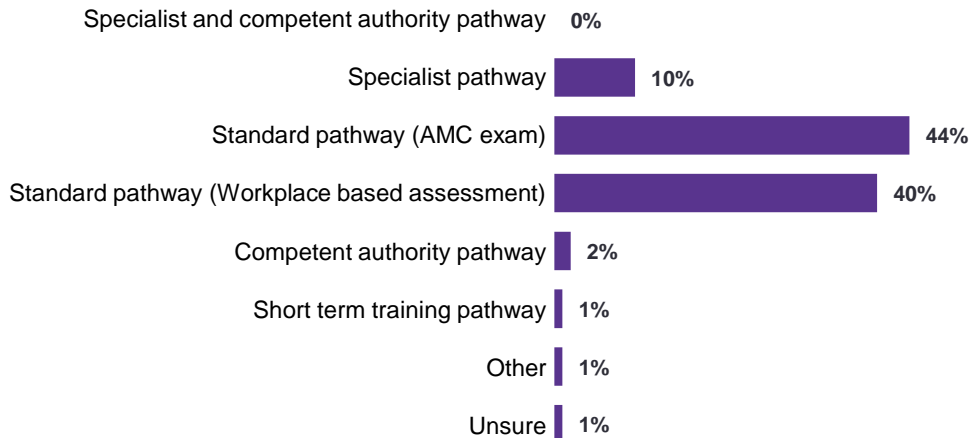 Specialist and competent authority pathway 0%
Specialist pathway 10%
Standard pathway (AMC exam) 44%
Standard pathway (Workplace based assessment) 40%
Competent authority pathway 2%
Short term training pathway 1%
Other 1%
Unsure 1%